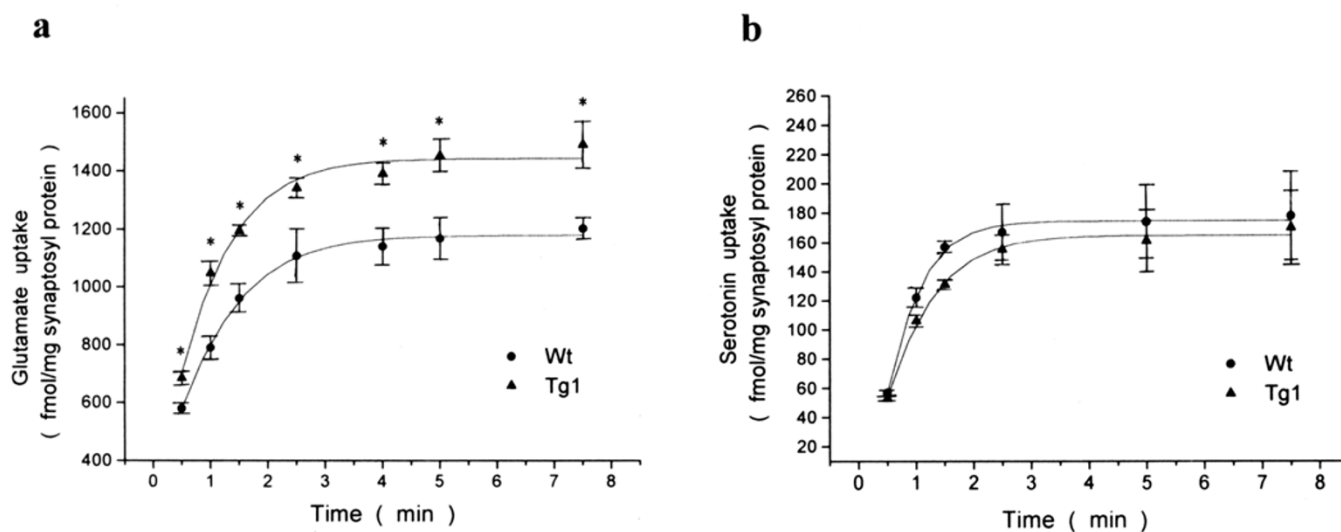 a
Glutamate uptake
( fmol/mg synaptosyl protein )
1600
1400
1200
1000
800
600
400
* * * * * * *
Wt
Tg1
0 1 2 3 4 5 6 7 8
Time ( min )
b
Serotonin uptake
( fmol/mg synaptosyl protein )
260
240
220
200
180
160
140
120
100
80
60
40
20
Wt
Tg1
0 1 2 3 4 5 6 7 8
Time ( min )